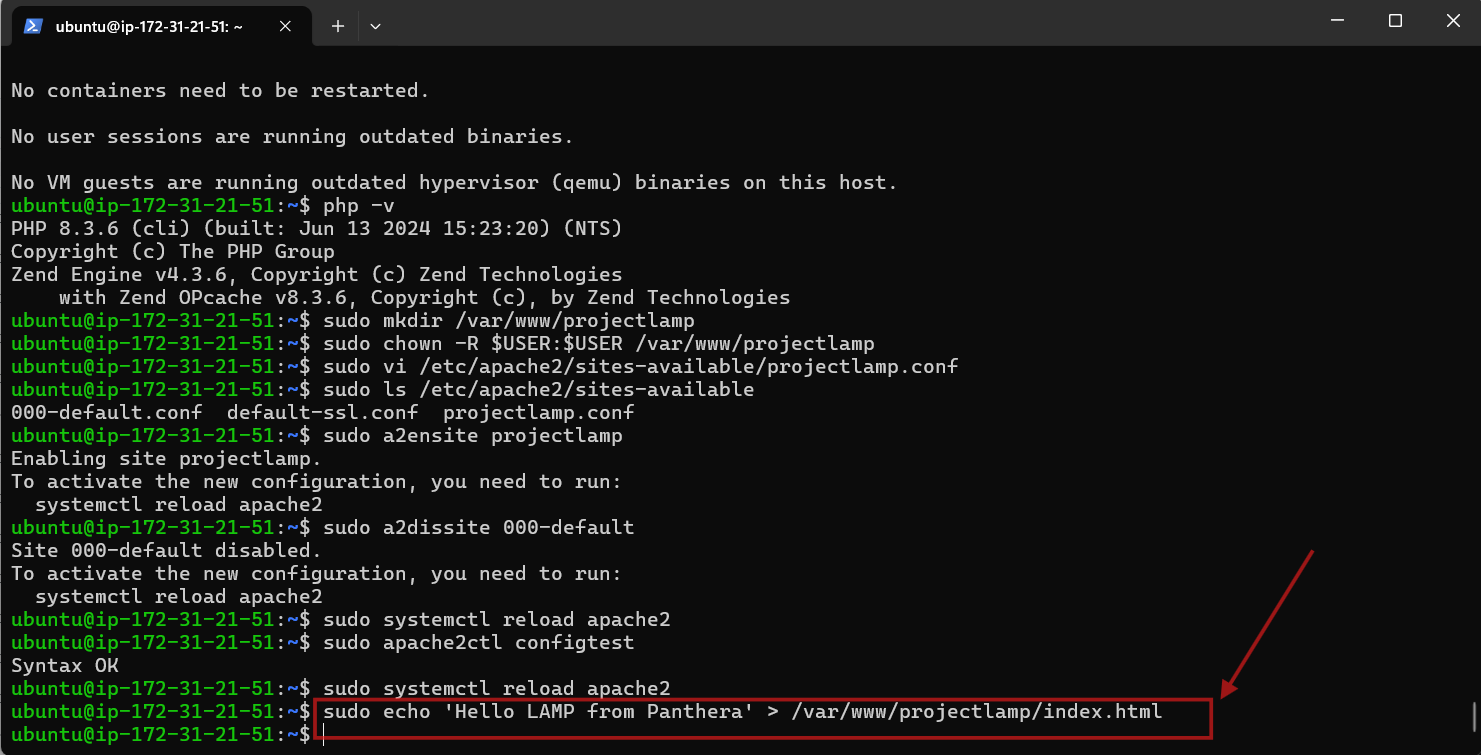 ubuntu@ip-172-31-21-51: ~
No containers need to be restarted.
No user sessions are running outdated binaries.
No VM guests are running outdated hypervisor (qemu) binaries on this host.
ubuntu@ip-172-31-21-51:~$ php -v
PHP 8.3.6 (cli) (built: Jun 13 2024 15:23:20) (NTS)
Copyright (c) The PHP Group
Zend Engine v4.3.6, Copyright (c) Zend Technologies
    with Zend OPcache v8.3.6, Copyright (c), by Zend Technologies
ubuntu@ip-172-31-21-51:~$ sudo mkdir /var/www/projectlamp
ubuntu@ip-172-31-21-51:~$ sudo chown -R $USER:$USER /var/www/projectlamp
ubuntu@ip-172-31-21-51:~$ sudo vi /etc/apache2/sites-available/projectlamp.conf
ubuntu@ip-172-31-21-51:~$ sudo ls /etc/apache2/sites-available
000-default.conf  default-ssl.conf  projectlamp.conf
ubuntu@ip-172-31-21-51:~$ sudo a2ensite projectlamp
Enabling site projectlamp.
To activate the new configuration, you need to run:
  systemctl reload apache2
ubuntu@ip-172-31-21-51:~$ sudo a2dissite 000-default
Site 000-default disabled.
To activate the new configuration, you need to run:
  systemctl reload apache2
ubuntu@ip-172-31-21-51:~$ sudo systemctl reload apache2
ubuntu@ip-172-31-21-51:~$ sudo apache2ctl configtest
Syntax OK
ubuntu@ip-172-31-21-51:~$ sudo systemctl reload apache2
ubuntu@ip-172-31-21-51:~$ sudo echo 'Hello LAMP from Panthera' > /var/www/projectlamp/index.html
ubuntu@ip-172-31-21-51:~$